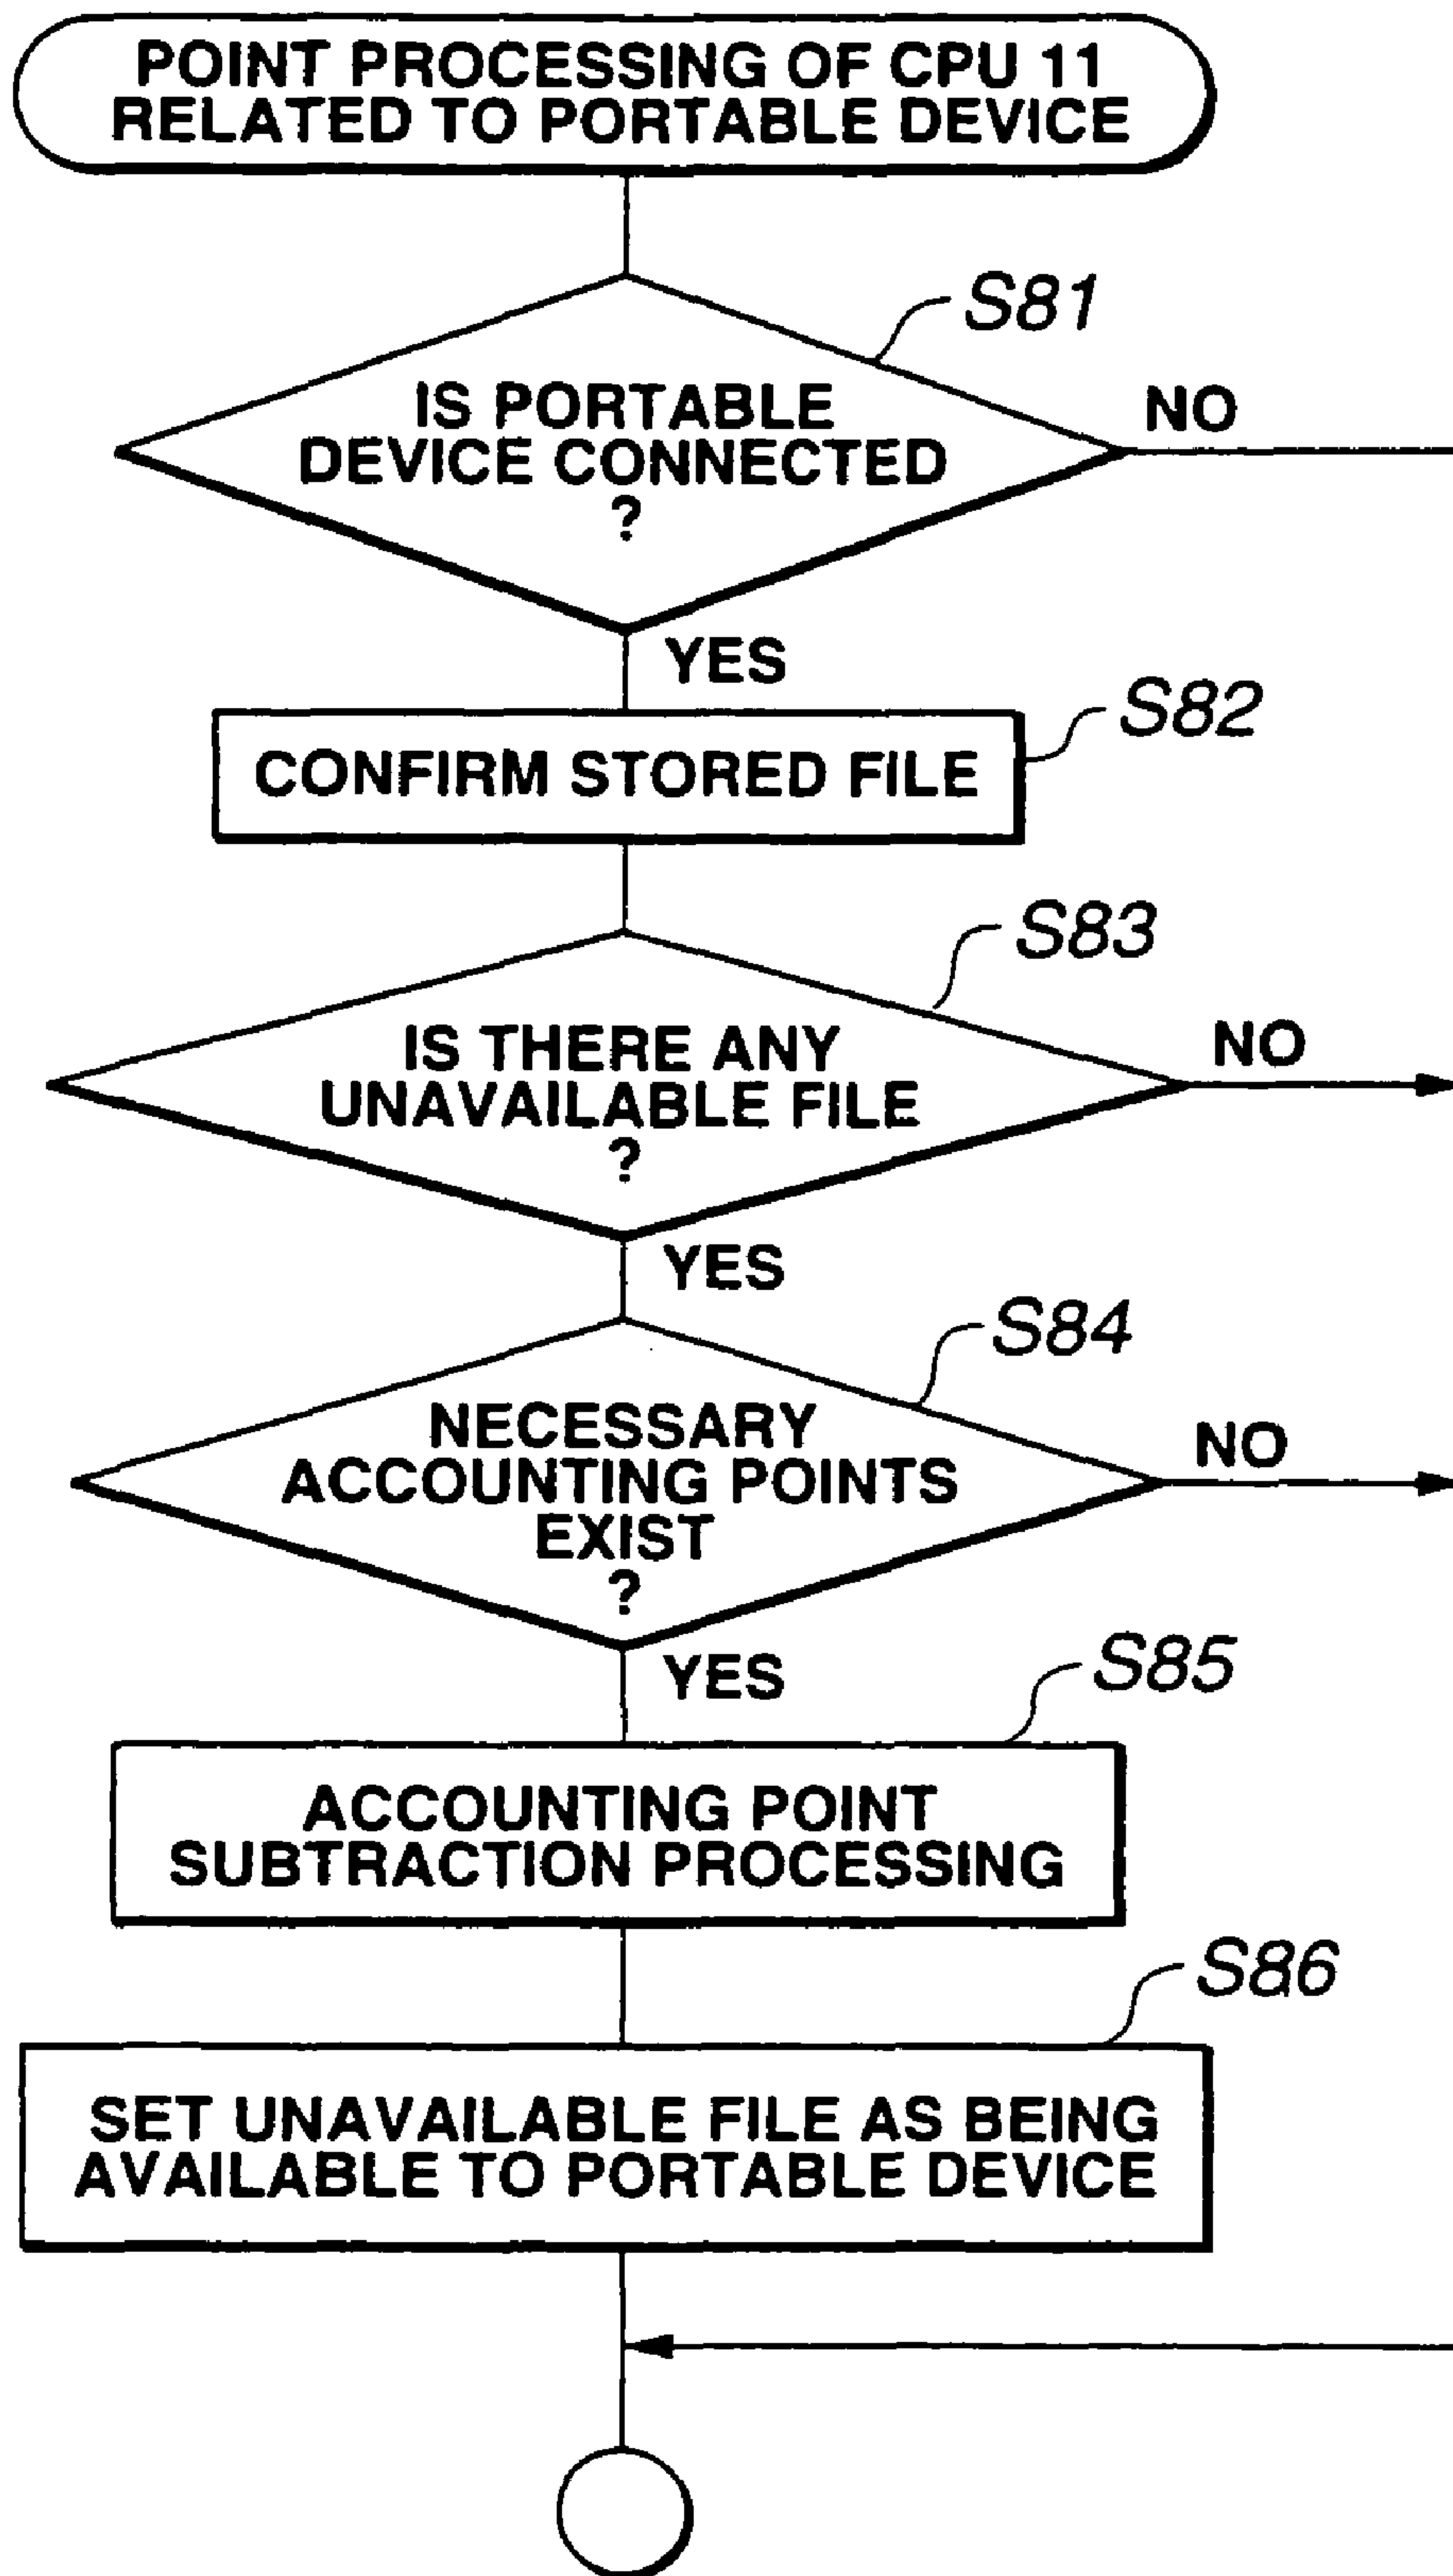 POINT PROCESSING OF CPU 11
RELATED TO PORTABLE DEVICE
S81
IS PORTABLE
DEVICE CONNECTED
?
NO
YES
S82
CONFIRM STORED FILE
S83
IS THERE ANY
UNAVAILABLE FILE
?
NO
YES
S84
NECESSARY
ACCOUNTING POINTS
EXIST
?
NO
YES
S85
ACCOUNTING POINT
SUBTRACTION PROCESSING
S86
SET UNAVAILABLE FILE AS BEING
AVAILABLE TO PORTABLE DEVICE